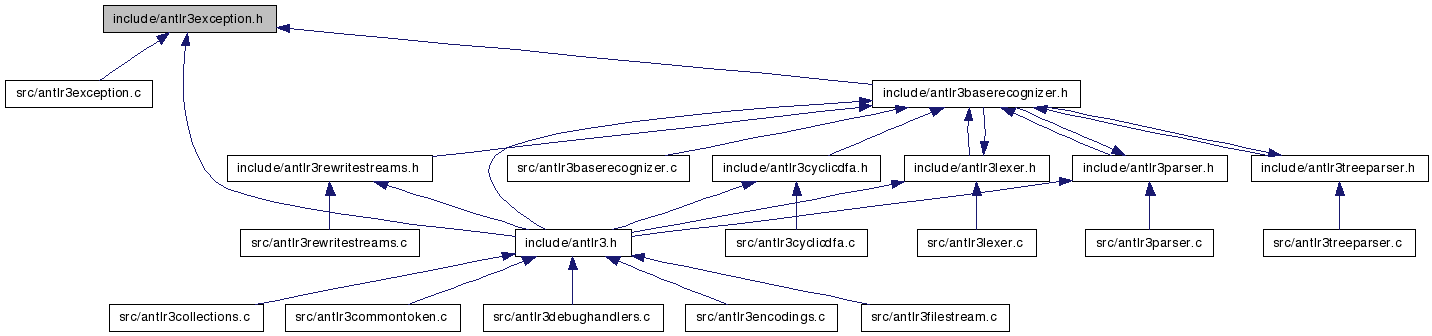 include/antlr3exception.h
src/antlr3exception.c
include/antlr3baserecognizer.h
include/antlr3rewritestreams.h
src/antlr3baserecognizer.c
include/antlr3cyclicdfa.h
include/antlr3lexer.h
include/antlr3parser.h
include/antlr3treeparser.h
src/antlr3rewritestreams.c
include/antlr3.h
src/antlr3cyclicdfa.c
src/antlr3lexer.c
src/antlr3parser.c
src/antlr3treeparser.c
src/antlr3collections.c
src/antlr3commontoken.c
src/antlr3debughandlers.c
src/antlr3encodings.c
src/antlr3filestream.c